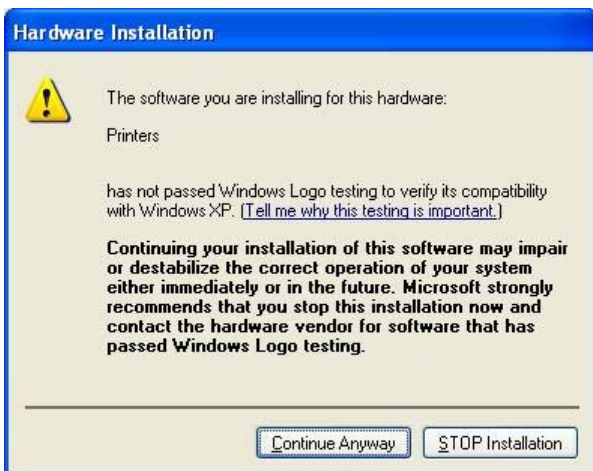 Hardware Installation
The software you are installing for this hardware:
Printers
has not passed Windows Logo testing to verify its compatibility
with Windows XP. (Tell me why this testing is important.)
Continuing your installation of this software may impair
or destabilize the correct operation of your system
either immediately or in the future. Microsoft strongly
recommends that you stop this installation now and
contact the hardware vendor for software that has
passed Windows Logo testing.
Continue Anyway
STOP Installation